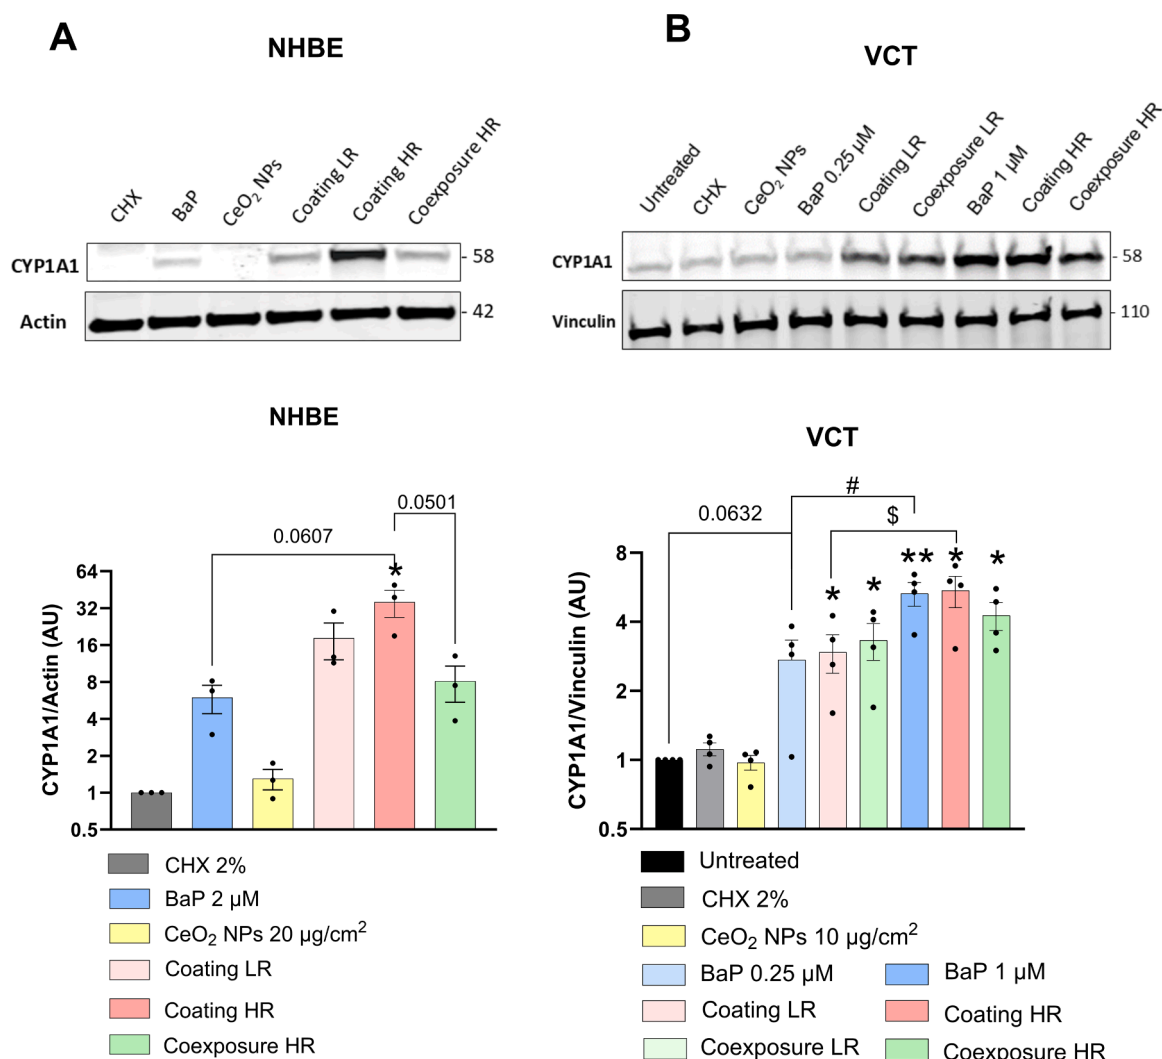 A
NHBE
CHX
BaP
CeO₂ NPs
Coating LR
Coating HR
Coexposure HR
CYP1A1
- 58
Actin
- 42
NHBE
0.0501
0.0607
*
CYP1A1/Actin (AU)
64
32
16
8
4
2
1
0.5
CHX 2%
BaP 2 µM
CeO₂ NPs 20 µg/cm²
Coating LR
Coating HR
Coexposure HR
B
VCT
Untreated
CHX
CeO₂ NPs
BaP 0.25 µM
Coating LR
Coexposure LR
BaP 1 µM
Coating HR
Coexposure HR
CYP1A1
- 58
Vinculin
- 110
VCT
#
0.0632
$
* * ** * *
CYP1A1/Vinculin (AU)
8
4
2
1
0.5
Untreated
CHX 2%
CeO₂ NPs 10 µg/cm²
BaP 0.25 µM
BaP 1 µM
Coating LR
Coating HR
Coexposure LR
Coexposure HR